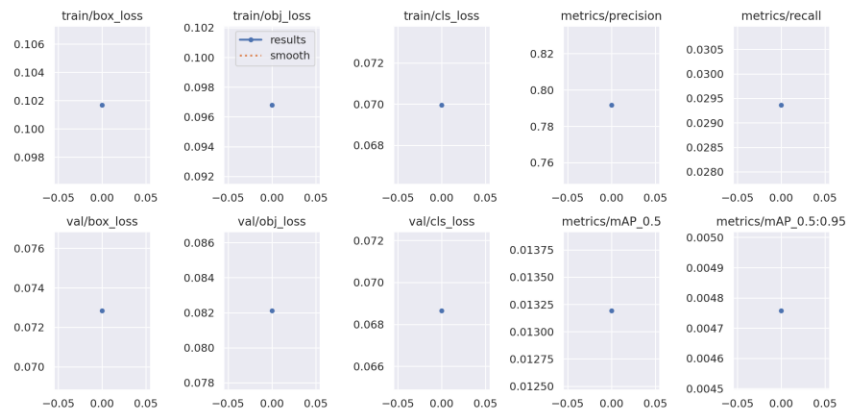 train/box_loss
0.106
0.104
0.102
0.100
0.098
−0.05 0.00 0.05
train/obj_loss
0.102
0.100
0.098
0.096
0.094
0.092
results
smooth
−0.05 0.00 0.05
train/cls_loss
0.072
0.070
0.068
−0.05 0.00 0.05
metrics/precision
0.82
0.80
0.78
0.76
−0.05 0.00 0.05
metrics/recall
0.0305
0.0300
0.0295
0.0290
0.0285
0.0280
−0.05 0.00 0.05
val/box_loss
0.076
0.074
0.072
0.070
−0.05 0.00 0.05
val/obj_loss
0.086
0.084
0.082
0.080
0.078
−0.05 0.00 0.05
val/cls_loss
0.072
0.070
0.068
0.066
−0.05 0.00 0.05
metrics/mAP_0.5
0.01375
0.01350
0.01325
0.01300
0.01275
0.01250
−0.05 0.00 0.05
metrics/mAP_0.5:0.95
0.0050
0.0049
0.0048
0.0047
0.0046
0.0045
−0.05 0.00 0.05